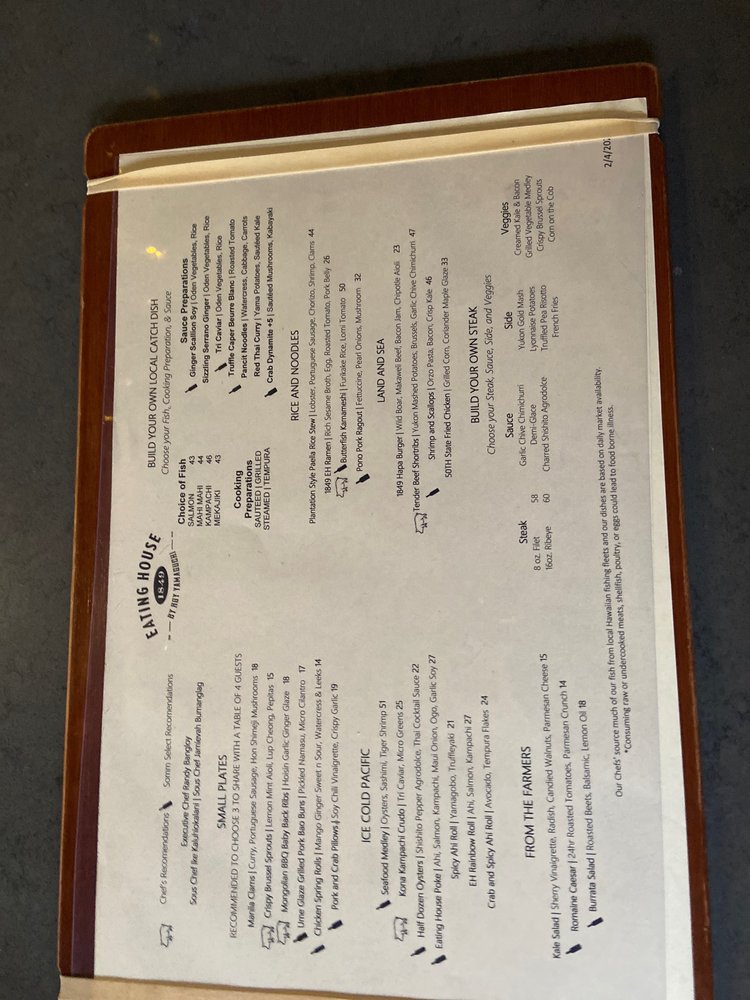 EATING HOUSE
1849
BY ROY YAMAGUCHI
Chef's Recomendations Somm Select Recomendations
Executive Chef Randy Bangloy
Sous Chef Ike Kaluhiokalani | Sous Chef Jamievah Bumanglag
SMALL PLATES
RECOMMENDED TO CHOOSE 3 TO SHARE WITH A TABLE OF 4 GUESTS
Manila Clams | Curry, Portuguese Sausage, Hon Shimeji Mushrooms 18
Crispy Brussel Sprouts | Lemon Mint Aioli, Lup Cheong, Pepitas 15
Mongolian BBQ Baby Back Ribs | Hoisin Garlic Ginger Glaze 18
Ume Glaze Grilled Pork Bao Buns | Pickled Namasu, Micro Cilantro 17
Chicken Spring Rolls | Mango Ginger Sweet n Sour, Watercress & Leeks 14
Pork and Crab Pillows | Soy Chili Vinaigrette, Crispy Garlic 19
ICE COLD PACIFIC
Seafood Medley | Oysters, Sashimi, Tiger Shrimp 51
Kona Kampachi Crudo | Tri Caviar, Micro Greens 25
Half Dozen Oysters | Shishito Pepper Agrodolce, Thai Cocktail Sauce 22
Eating House Poke | Ahi, Salmon, Kampachi, Maui Onion, Ogo, Garlic Soy 27
Spicy Ahi Roll | Yamagobo, Truffleyaki 21
EH Rainbow Roll | Ahi, Salmon, Kampachi 27
Crab and Spicy Ahi Roll | Avocado, Tempura Flakes 24
FROM THE FARMERS
Kale Salad | Sherry Vinaigrette, Radish, Candied Walnuts, Parmesan Cheese 15
Romaine Caesar | 24hr Roasted Tomatoes, Parmesan Crunch 14
Burrata Salad | Roasted Beets, Balsamic, Lemon Oil 18
BUILD YOUR OWN LOCAL CATCH DISH
Choose your Fish, Cooking Preparation, & Sauce
Choice of Fish
SALMON 43
MAHI MAHI 44
KAMPACHI 46
MEKAJIKI 43
Cooking
Preparations
SAUTEED | GRILLED
STEAMED | TEMPURA
Sauce Preparations
Ginger Scallion Soy | Oden Vegetables, Rice
Sizzling Serrano Ginger | Oden Vegetables, Rice
Tri Caviar | Oden Vegetables, Rice
Truffle Caper Beurre Blanc | Roasted Tomato
Pancit Noodles | Watercress, Cabbage, Carrots
Red Thai Curry | Yama Potatoes, Sautéed Kale
Crab Dynamite +5 | Sautéed Mushrooms, Kabayaki
RICE AND NOODLES
Plantation Style Paella Rice Stew | Lobster, Portuguese Sausage, Chorizo, Shrimp, Clams 44
1849 EH Ramen | Rich Sesame Broth, Egg, Roasted Tomato, Pork Belly 26
Butterfish Kamameshi | Furikake Rice, Lomi Tomato 50
Pono Pork Ragout | Fettuccine, Pearl Onions, Mushroom 32
LAND AND SEA
1849 Hapa Burger | Wild Boar, Makaweli Beef, Bacon Jam, Chipotle Aioli 23
Tender Beef Shortribs | Yukon Mashed Potatoes, Brussels, Garlic Chive Chimichurri 47
Shrimp and Scallops | Orzo Pasta, Bacon, Crisp Kale 46
50TH State Fried Chicken | Grilled Corn, Coriander Maple Glaze 33
BUILD YOUR OWN STEAK
Choose your Steak, Sauce, Side, and Veggies
Steak
8 oz. Filet 58
16oz. Ribeye 60
Sauce
Garlic Chive Chimichurri
Demi-Glace
Charred Shishito Agrodolce
Side
Yukon Gold Mash
Lyonnaise Potatoes
Truffled Pea Risotto
French Fries
Veggies
Creamed Kale & Bacon
Grilled Vegetable Medley
Crispy Brussel Sprouts
Corn on the Cob
Our Chefs' source much of our fish from local Hawaiian fishing fleets and our dishes are based on daily market availability.
*Consuming raw or undercooked meats, shellfish, poultry, or eggs could lead to food borne illness.
2/4/202